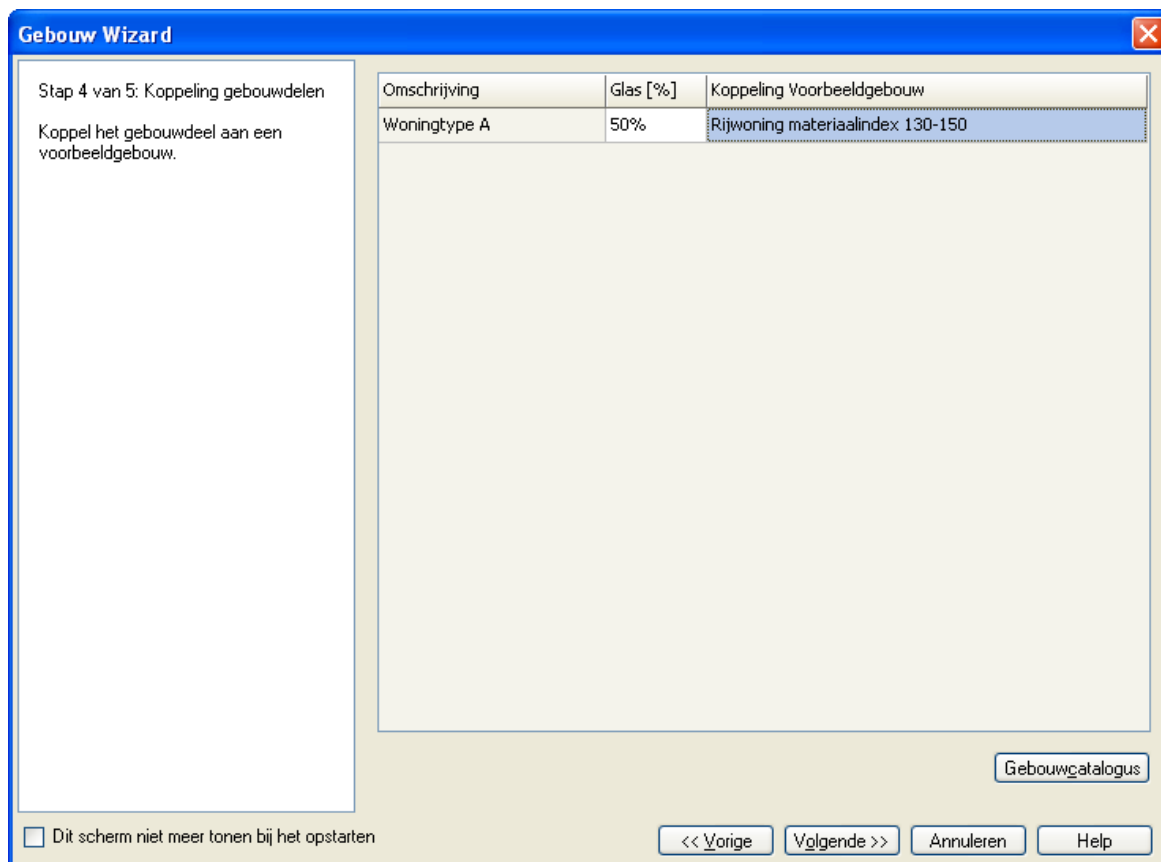 Gebouw Wizard
Stap 4 van 5: Koppeling gebouwdelen
Koppel het gebouwdeel aan een
voorbeeldgebouw.
Omschrijving Glas [%] Koppeling Voorbeeldgebouw
Woningtype A 50% Rijwoning materiaalindex 130-150
Gebouwcatalogus
Dit scherm niet meer tonen bij het opstarten
<< Vorige Volgende >> Annuleren Help